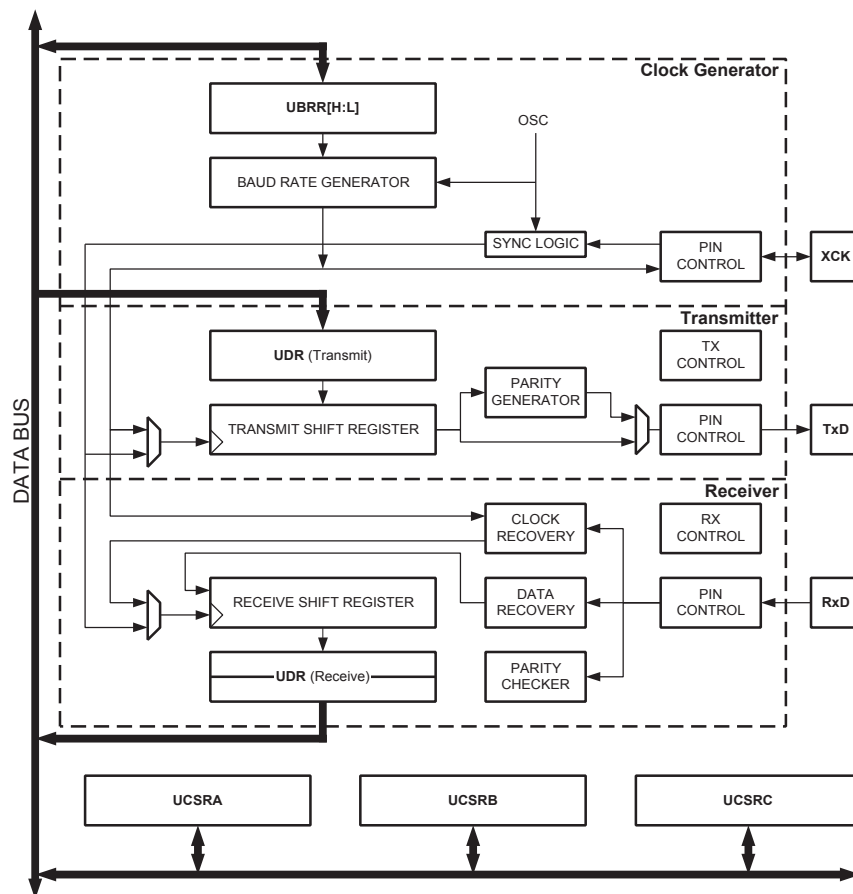 Clock Generator
UBRR[H:L]
OSC
BAUD RATE GENERATOR
SYNC LOGIC
PIN
CONTROL
XCK
Transmitter
UDR (Transmit)
TX
CONTROL
PARITY
GENERATOR
TRANSMIT SHIFT REGISTER
PIN
CONTROL
TxD
DATA BUS
Receiver
CLOCK
RECOVERY
RX
CONTROL
RECEIVE SHIFT REGISTER
DATA
RECOVERY
PIN
CONTROL
RxD
UDR (Receive)
PARITY
CHECKER
UCSRA
UCSRB
UCSRC